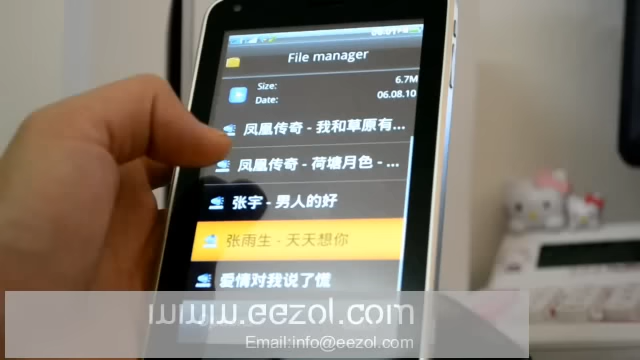 File manager
Size: 6.7M
Date: 06.08.10
凤凰传奇 - 我和草原有...
凤凰传奇 - 荷塘月色 - ...
张宇 - 男人的好
张雨生 - 天天想你
爱情对我说了谎
www.eezol.com
Email:info@eezol.com